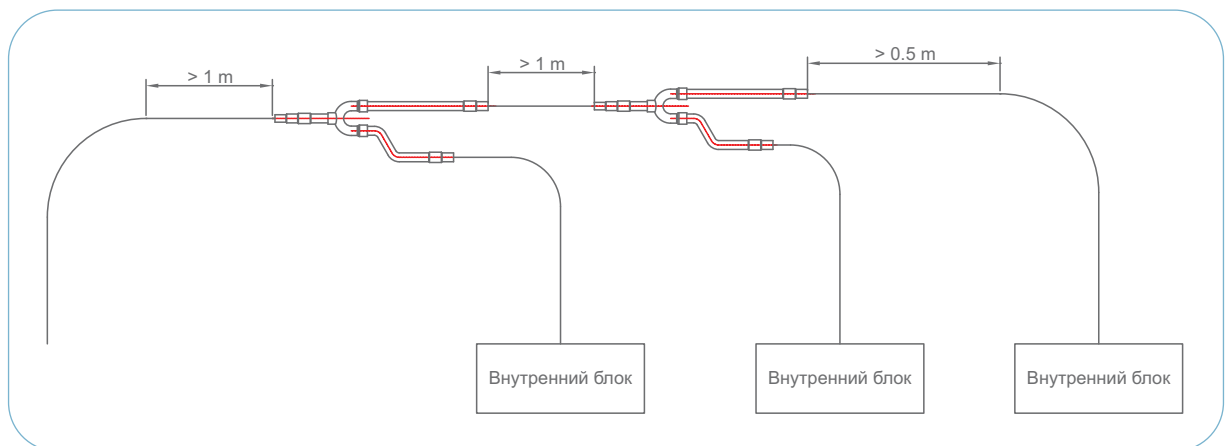 > 1 m
> 1 m
> 0.5 m
Внутренний блок
Внутренний блок
Внутренний блок